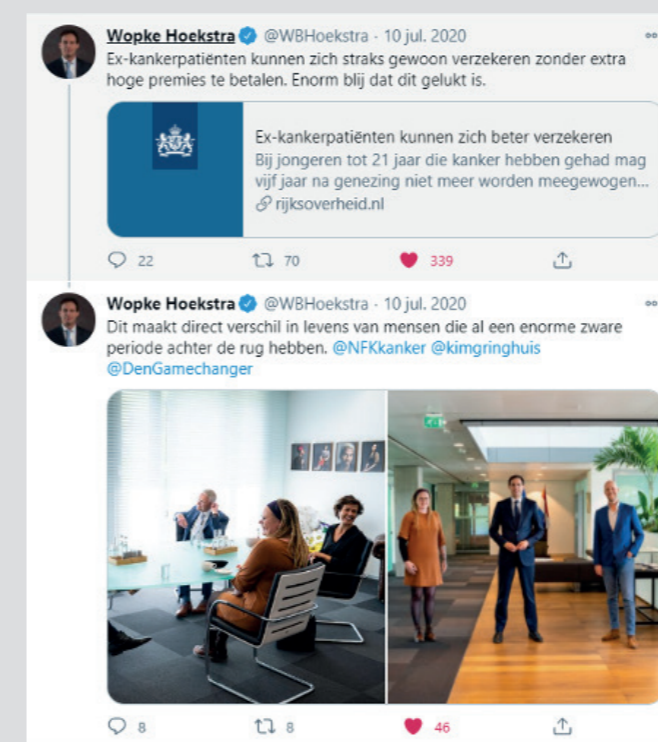 Wopke Hoekstra @WBHoekstra · 10 jul. 2020
Ex-kankerpatiënten kunnen zich straks gewoon verzekeren zonder extra
hoge premies te betalen. Enorm blij dat dit gelukt is.
Ex-kankerpatiënten kunnen zich beter verzekeren
Bij jongeren tot 21 jaar die kanker hebben gehad mag
vijf jaar na genezing niet meer worden meegewogen...
rijksoverheid.nl
22 70 339
Wopke Hoekstra @WBHoekstra · 10 jul. 2020
Dit maakt direct verschil in levens van mensen die al een enorme zware
periode achter de rug hebben. @NFKkanker @kimgringhuis
@DenGamechanger
8 8 46